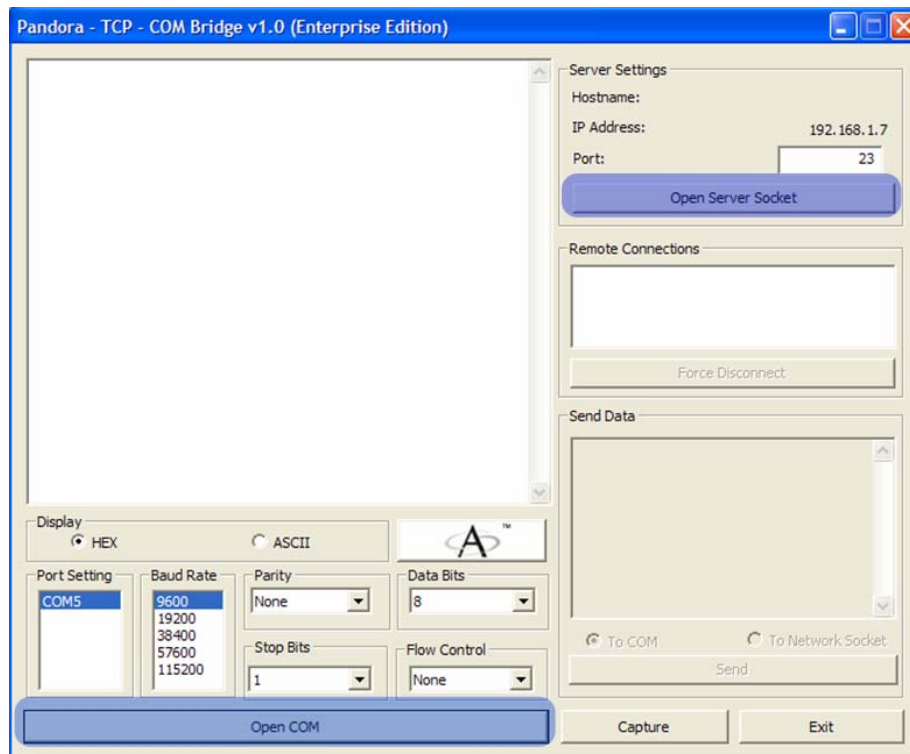 Pandora - TCP - COM Bridge v1.0 (Enterprise Edition)
Server Settings
Hostname:
IP Address: 192.168.1.7
Port: 23
Open Server Socket
Remote Connections
Force Disconnect
Send Data
To COM To Network Socket
Send
Display
HEX ASCII
A™
Port Setting
COM5
Baud Rate
9600
19200
38400
57600
115200
Parity
None
Data Bits
8
Stop Bits
1
Flow Control
None
Open COM
Capture
Exit